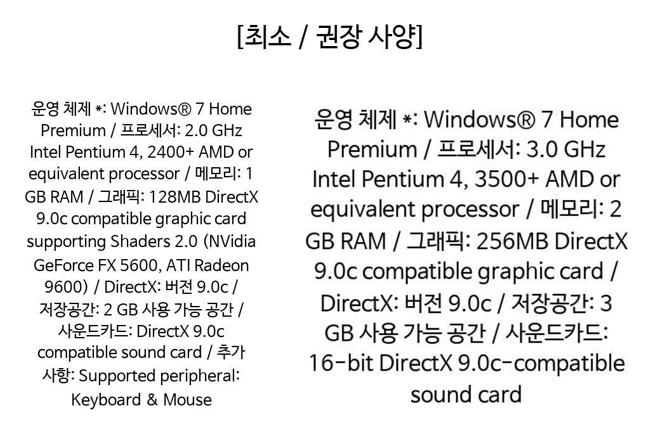 [최소 / 권장 사양]
운영 체제 *: Windows® 7 Home
Premium / 프로세서: 2.0 GHz
Intel Pentium 4, 2400+ AMD or
equivalent processor / 메모리: 1
GB RAM / 그래픽: 128MB DirectX
9.0c compatible graphic card
supporting Shaders 2.0 (NVidia
GeForce FX 5600, ATI Radeon
9600) / DirectX: 버전 9.0c /
저장공간: 2 GB 사용 가능 공간 /
사운드카드: DirectX 9.0c
compatible sound card / 추가
사항: Supported peripheral:
Keyboard & Mouse
운영 체제 *: Windows® 7 Home
Premium / 프로세서: 3.0 GHz
Intel Pentium 4, 3500+ AMD or
equivalent processor / 메모리: 2
GB RAM / 그래픽: 256MB DirectX
9.0c compatible graphic card /
DirectX: 버전 9.0c / 저장공간: 3
GB 사용 가능 공간 / 사운드카드:
16-bit DirectX 9.0c-compatible
sound card